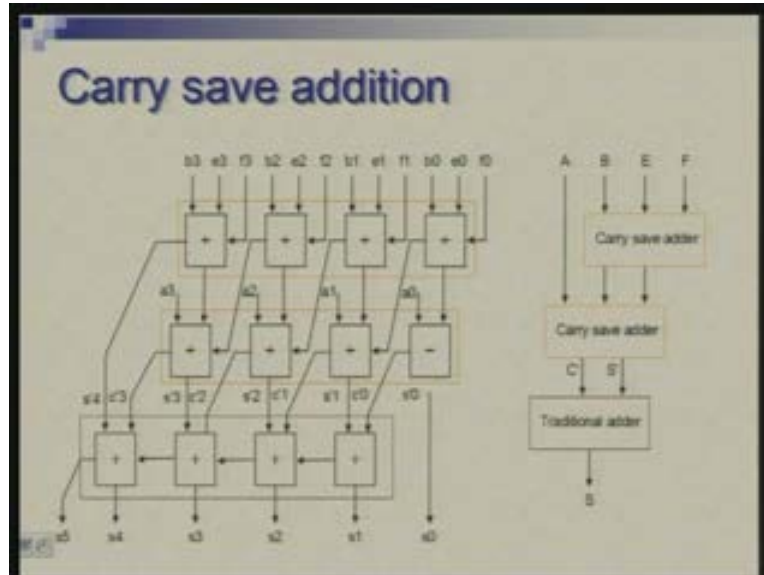 Carry save addition
b3 e3 f3 b2 e2 f2 b1 e1 f1 b0 e0 f0 A B E F
+ + + + Carry save adder
a3 a2 a1 a0
+ + + + Carry save adder
s'4 c'3 s'3 c'2 s'2 c'1 s'1 c'0 s'0 C' S'
+ + + + Traditional adder
s5 s4 s3 s2 s1 s0 S